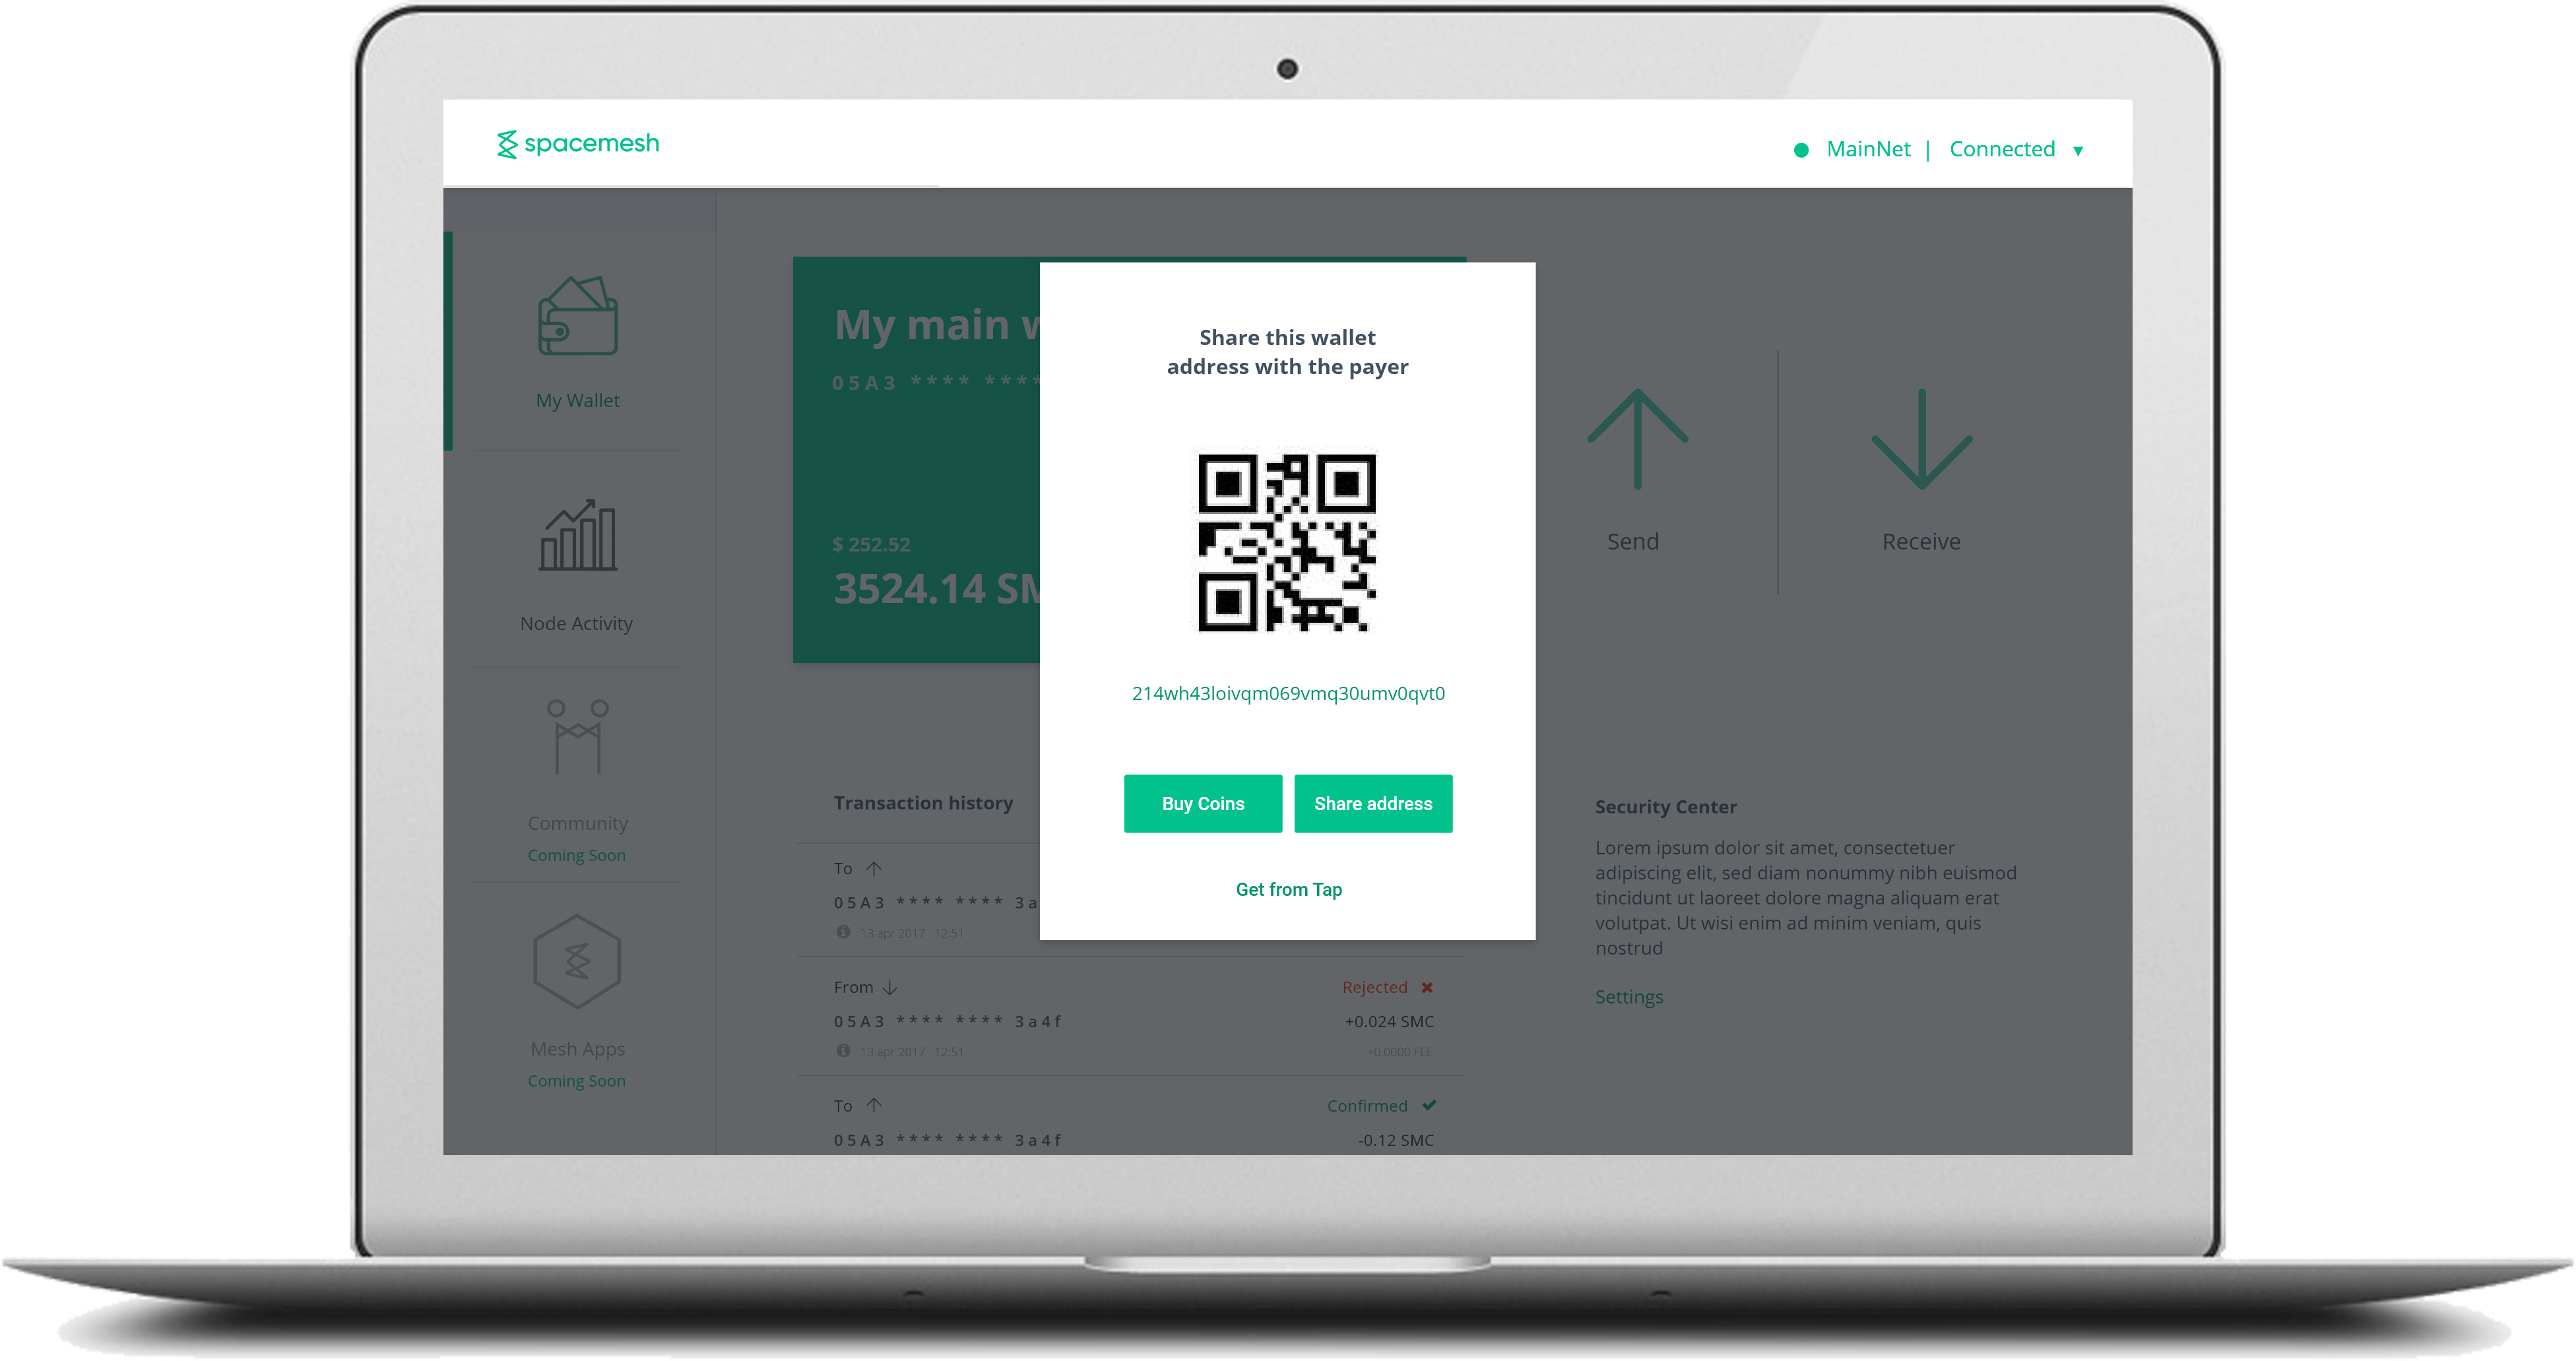 spacemesh
MainNet | Connected ▾
My Wallet
Node Activity
Community
Coming Soon
Mesh Apps
Coming Soon
My main
05A3 **** ****
$ 252.52
3524.14
Share this wallet
address with the payer
214wh43loivqm069vmq30umv0qvt0
Buy Coins
Share address
Get from Tap
Send
Receive
Transaction history
To
05A3 **** **** 3a
13 apr 2017 12:51
From
Rejected
05A3 **** **** 3a4f
+0.024 SMC
13 apr 2017 12:51
+0.0000 FEE
To
Confirmed
05A3 **** **** 3a4f
-0.12 SMC
Security Center
Lorem ipsum dolor sit amet, consectetuer
adipiscing elit, sed diam nonummy nibh euismod
tincidunt ut laoreet dolore magna aliquam erat
volutpat. Ut wisi enim ad minim veniam, quis
nostrud
Settings